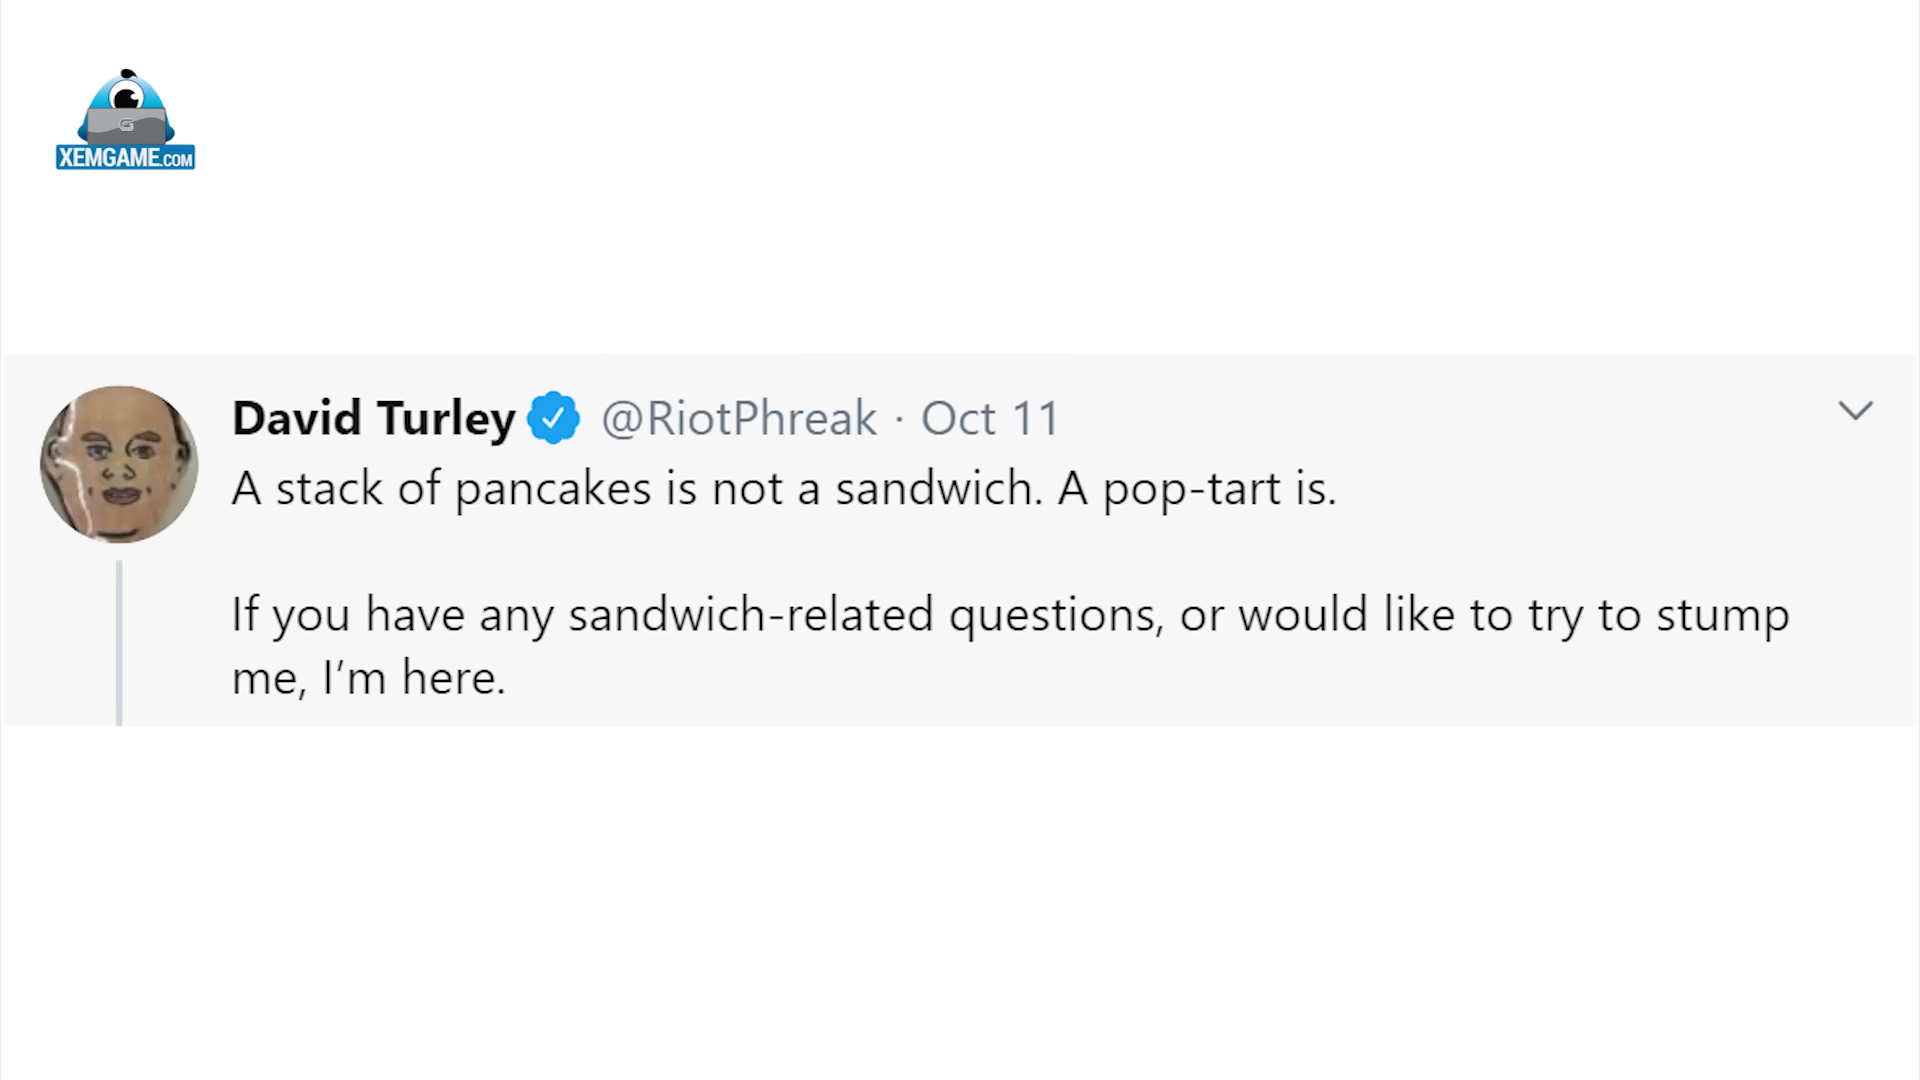 G
XEMGAME.COM
David Turley @RiotPhreak · Oct 11
A stack of pancakes is not a sandwich. A pop-tart is.
If you have any sandwich-related questions, or would like to try to stump
me, I’m here.